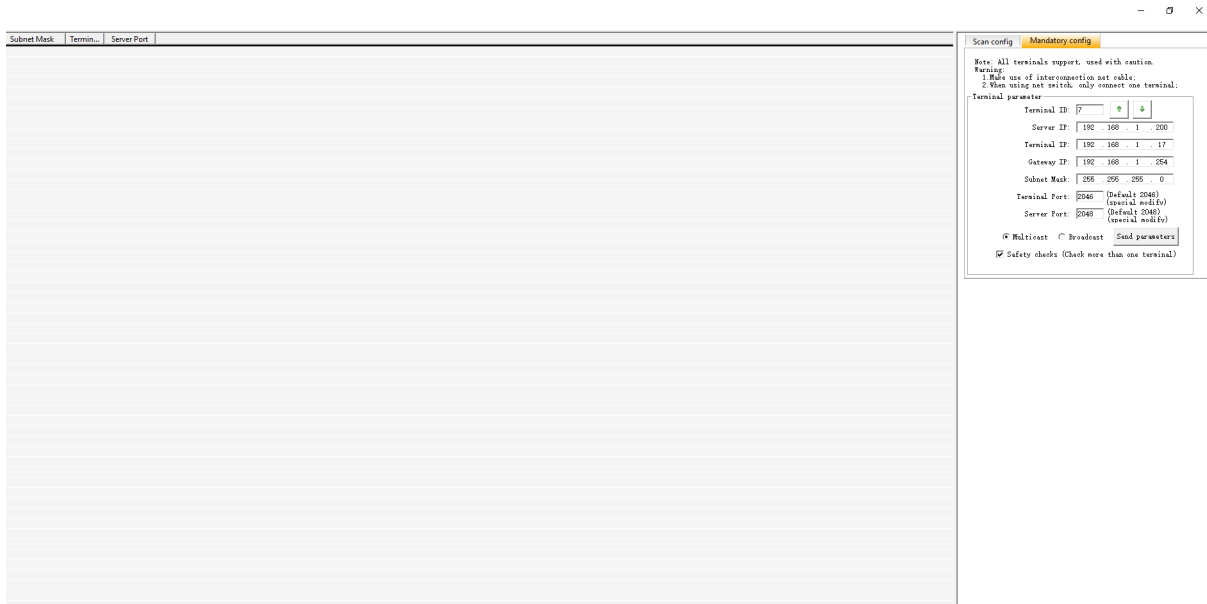 Subnet Mask Termin... Server Port
Scan config Mandatory config
Note: All terminals support, used with caution.
Warning:
1.Make use of interconnection net cable;
2.When using net switch, only connect one terminal;
Terminal parameter
Terminal ID: 7
Server IP: 192 . 168 . 1 . 200
Terminal IP: 192 . 168 . 1 . 17
Gateway IP: 192 . 168 . 1 . 254
Subnet Mask: 255 . 255 . 255 . 0
Terminal Port: 2046 (Default 2046)
(special modify)
Server Port: 2048 (Default 2048)
(special modify)
Multicast Broadcast Send parameters
Safety checks (Check more than one terminal)